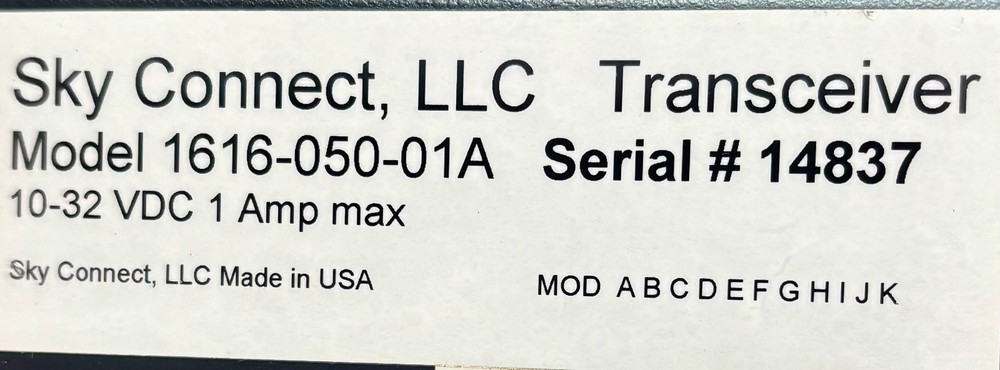 Sky Connect, LLC Transceiver
Model 1616-050-01A Serial # 14837
10-32 VDC 1 Amp max
Sky Connect, LLC Made in USA MOD A B C D E F G H I J K